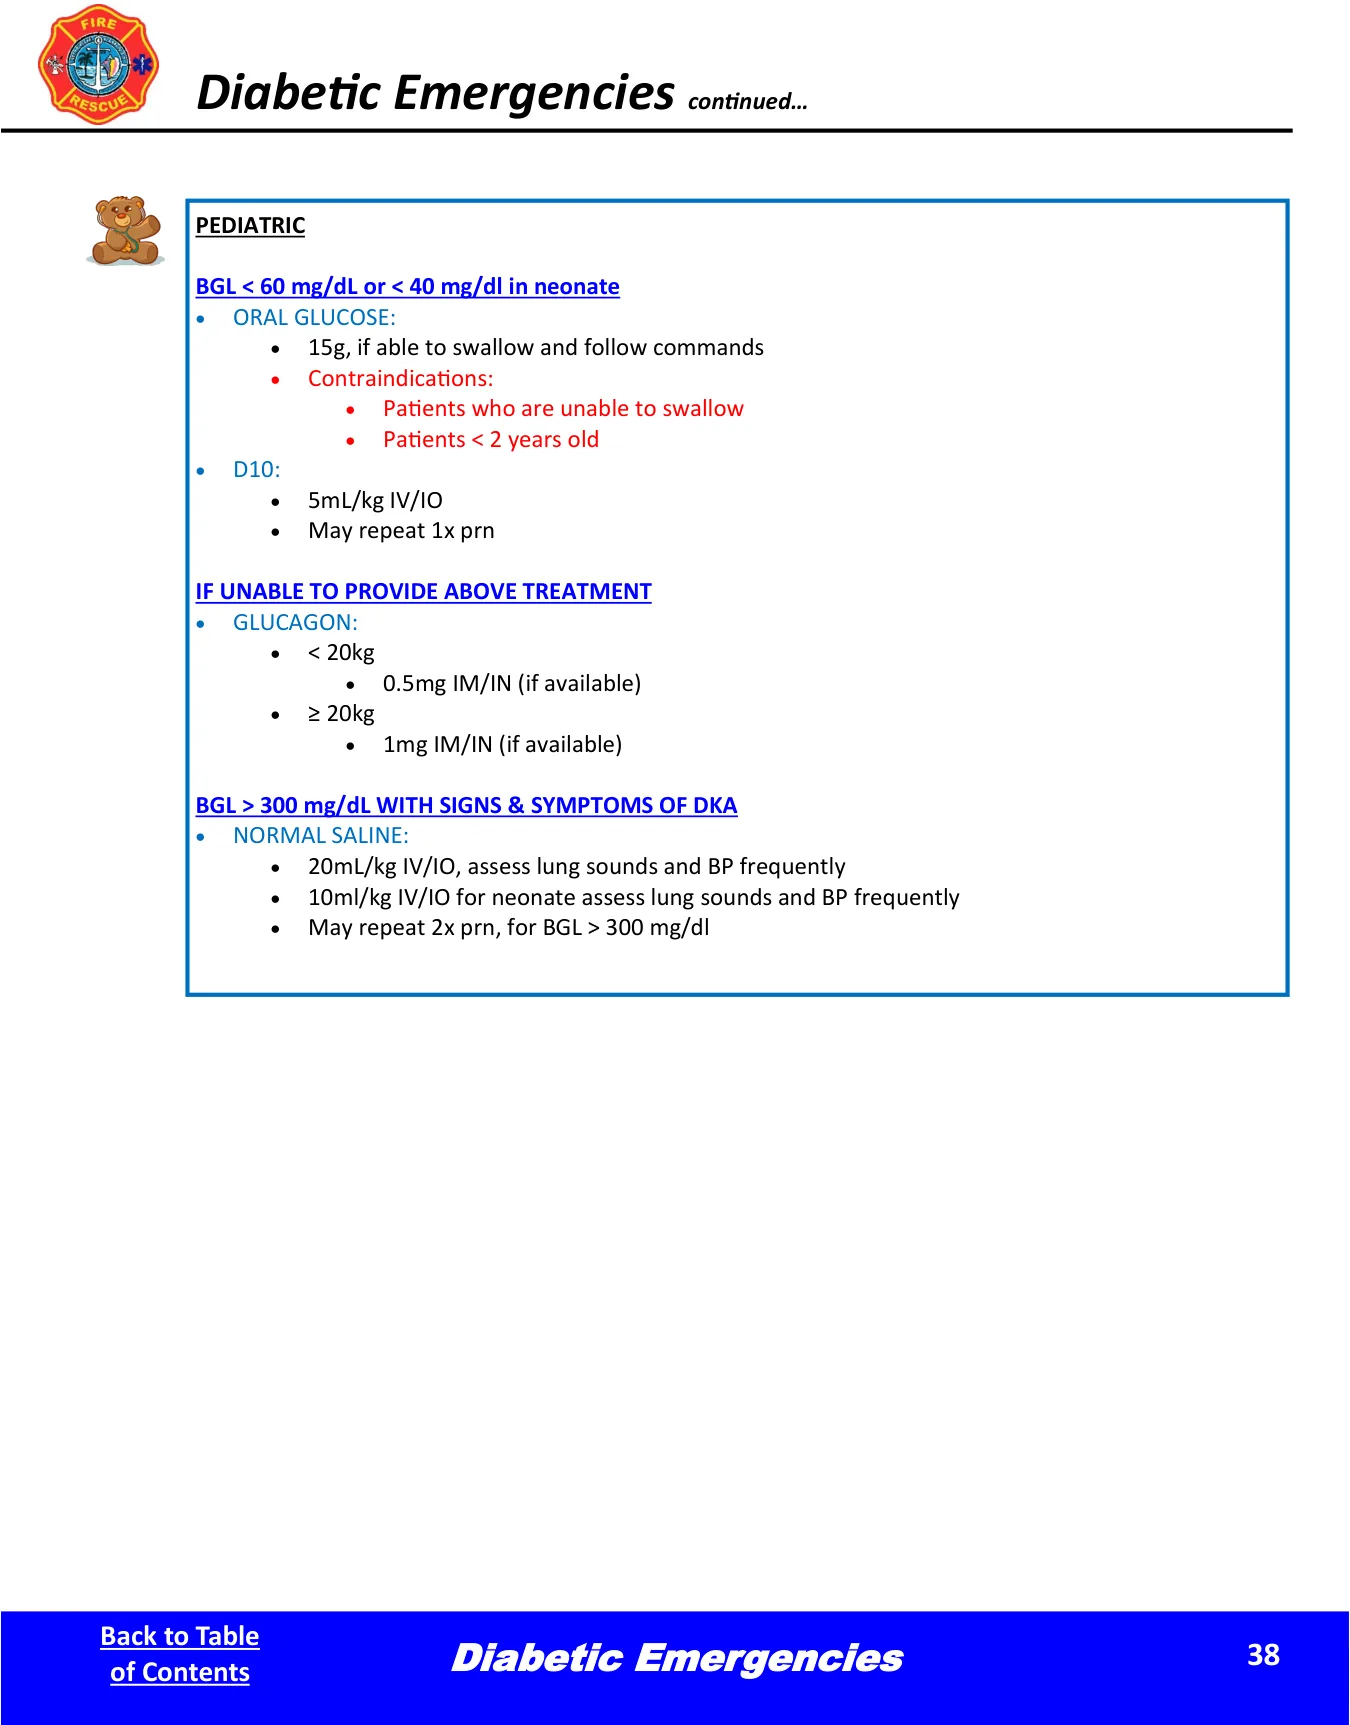 FIRE
RESCUE
Diabetic Emergencies continued...
PEDIATRIC
BGL < 60 mg/dL or < 40 mg/dl in neonate
• ORAL GLUCOSE:
• 15g, if able to swallow and follow commands
• Contraindications:
• Patients who are unable to swallow
• Patients < 2 years old
• D10:
• 5mL/kg IV/IO
• May repeat 1x prn
IF UNABLE TO PROVIDE ABOVE TREATMENT
• GLUCAGON:
• < 20kg
• 0.5mg IM/IN (if available)
• ≥ 20kg
• 1mg IM/IN (if available)
BGL > 300 mg/dL WITH SIGNS & SYMPTOMS OF DKA
• NORMAL SALINE:
• 20mL/kg IV/IO, assess lung sounds and BP frequently
• 10ml/kg IV/IO for neonate assess lung sounds and BP frequently
• May repeat 2x prn, for BGL > 300 mg/dl
Back to Table
of Contents
Diabetic Emergencies
38